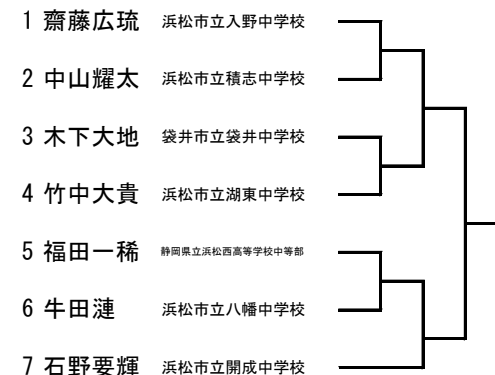 1 齋藤広琉 浜松市立入野中学校
2 中山耀太 浜松市立積志中学校
3 木下大地 袋井市立袋井中学校
4 竹中大貴 浜松市立湖東中学校
5 福田一稀 静岡県立浜松西高等学校中等部
6 牛田漣 浜松市立八幡中学校
7 石野要輝 浜松市立開成中学校